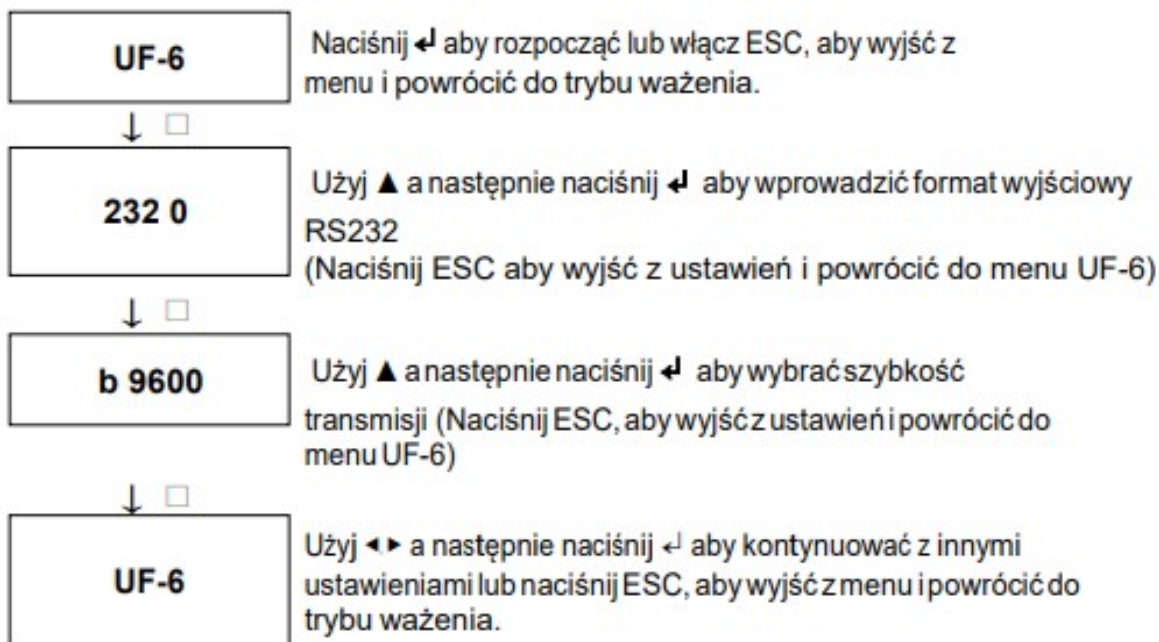 UF-6
Naciśnij ↲ aby rozpocząć lub włącz ESC, aby wyjść z
menu i powrócić do trybu ważenia.
↓ □
232 0
Użyj ▲ a następnie naciśnij ↲ aby wprowadzić format wyjściowy
RS232
(Naciśnij ESC aby wyjść z ustawień i powrócić do menu UF-6)
↓ □
b 9600
Użyj ▲ a następnie naciśnij ↲ aby wybrać szybkość
transmisji (Naciśnij ESC, aby wyjść z ustawień i powrócić do
menu UF-6)
↓ □
UF-6
Użyj ◄► a następnie naciśnij ↲ aby kontynuować z innymi
ustawieniami lub naciśnij ESC, aby wyjść z menu i powrócić do
trybu ważenia.